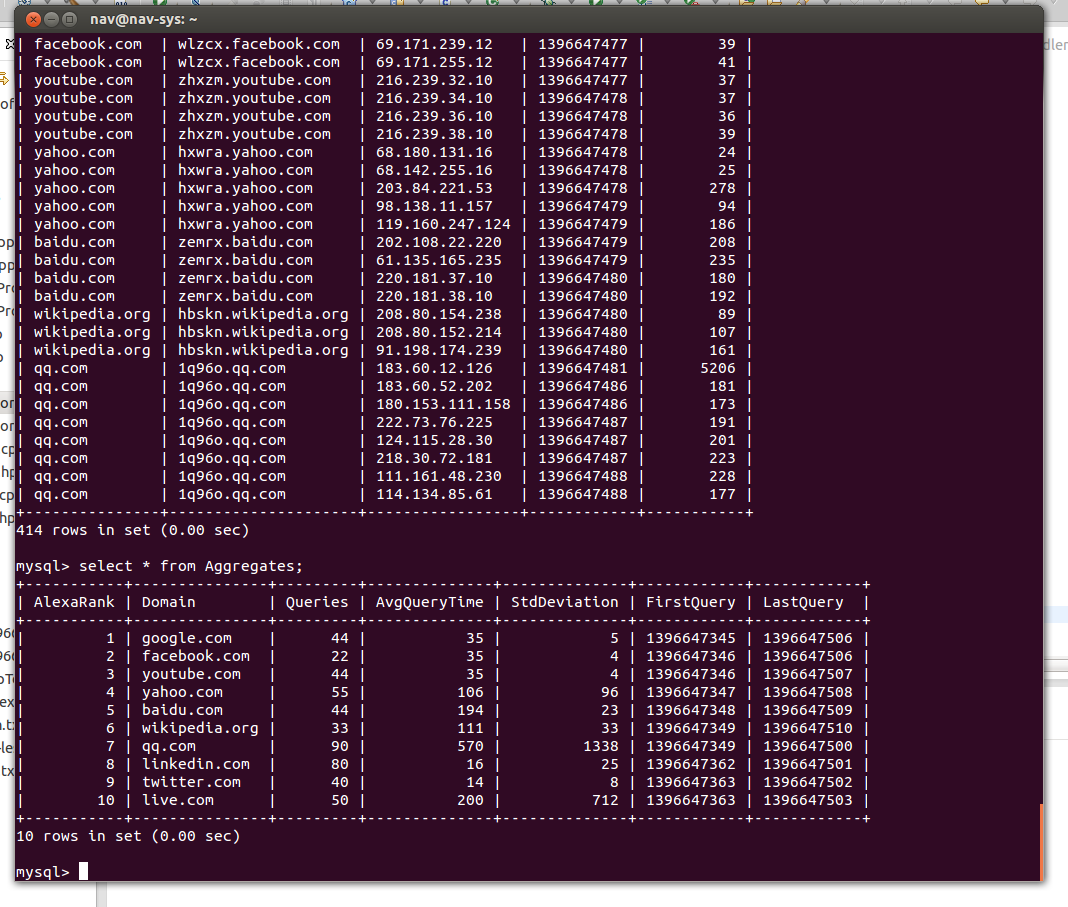 nav@nav-sys: ~
| facebook.com  | wlzcx.facebook.com  | 69.171.239.12   | 1396647477 |        39 |
| facebook.com  | wlzcx.facebook.com  | 69.171.255.12   | 1396647477 |        41 |
| youtube.com   | zhxzm.youtube.com   | 216.239.32.10   | 1396647477 |        37 |
| youtube.com   | zhxzm.youtube.com   | 216.239.34.10   | 1396647478 |        37 |
| youtube.com   | zhxzm.youtube.com   | 216.239.36.10   | 1396647478 |        36 |
| youtube.com   | zhxzm.youtube.com   | 216.239.38.10   | 1396647478 |        39 |
| yahoo.com     | hxwra.yahoo.com     | 68.180.131.16   | 1396647478 |        24 |
| yahoo.com     | hxwra.yahoo.com     | 68.142.255.16   | 1396647478 |        25 |
| yahoo.com     | hxwra.yahoo.com     | 203.84.221.53   | 1396647478 |       278 |
| yahoo.com     | hxwra.yahoo.com     | 98.138.11.157   | 1396647479 |        94 |
| yahoo.com     | hxwra.yahoo.com     | 119.160.247.124 | 1396647479 |       186 |
| baidu.com     | zemrx.baidu.com     | 202.108.22.220  | 1396647479 |       208 |
| baidu.com     | zemrx.baidu.com     | 61.135.165.235  | 1396647479 |       235 |
| baidu.com     | zemrx.baidu.com     | 220.181.37.10   | 1396647480 |       180 |
| baidu.com     | zemrx.baidu.com     | 220.181.38.10   | 1396647480 |       192 |
| wikipedia.org | hbskn.wikipedia.org | 208.80.154.238  | 1396647480 |        89 |
| wikipedia.org | hbskn.wikipedia.org | 208.80.152.214  | 1396647480 |       107 |
| wikipedia.org | hbskn.wikipedia.org | 91.198.174.239  | 1396647480 |       161 |
| qq.com        | 1q96o.qq.com        | 183.60.12.126   | 1396647481 |      5206 |
| qq.com        | 1q96o.qq.com        | 183.60.52.202   | 1396647486 |       181 |
| qq.com        | 1q96o.qq.com        | 180.153.111.158 | 1396647486 |       173 |
| qq.com        | 1q96o.qq.com        | 222.73.76.225   | 1396647487 |       191 |
| qq.com        | 1q96o.qq.com        | 124.115.28.30   | 1396647487 |       201 |
| qq.com        | 1q96o.qq.com        | 218.30.72.181   | 1396647487 |       223 |
| qq.com        | 1q96o.qq.com        | 111.161.48.230  | 1396647488 |       228 |
| qq.com        | 1q96o.qq.com        | 114.134.85.61   | 1396647488 |       177 |
+---------------+---------------------+-----------------+------------+-----------+
414 rows in set (0.00 sec)
mysql> select * from Aggregates;
+-----------+---------------+---------+--------------+--------------+------------+------------+
| AlexaRank | Domain        | Queries | AvgQueryTime | StdDeviation | FirstQuery | LastQuery  |
+-----------+---------------+---------+--------------+--------------+------------+------------+
|         1 | google.com    |      44 |           35 |            5 | 1396647345 | 1396647506 |
|         2 | facebook.com  |      22 |           35 |            4 | 1396647346 | 1396647506 |
|         3 | youtube.com   |      44 |           35 |            4 | 1396647346 | 1396647507 |
|         4 | yahoo.com     |      55 |          106 |           96 | 1396647347 | 1396647508 |
|         5 | baidu.com     |      44 |          194 |           23 | 1396647348 | 1396647509 |
|         6 | wikipedia.org |      33 |          111 |           33 | 1396647349 | 1396647510 |
|         7 | qq.com        |      90 |          570 |         1338 | 1396647349 | 1396647500 |
|         8 | linkedin.com  |      80 |           16 |           25 | 1396647362 | 1396647501 |
|         9 | twitter.com   |      40 |           14 |            8 | 1396647363 | 1396647502 |
|        10 | live.com      |      50 |          200 |          712 | 1396647363 | 1396647503 |
+-----------+---------------+---------+--------------+--------------+------------+------------+
10 rows in set (0.00 sec)
mysql>